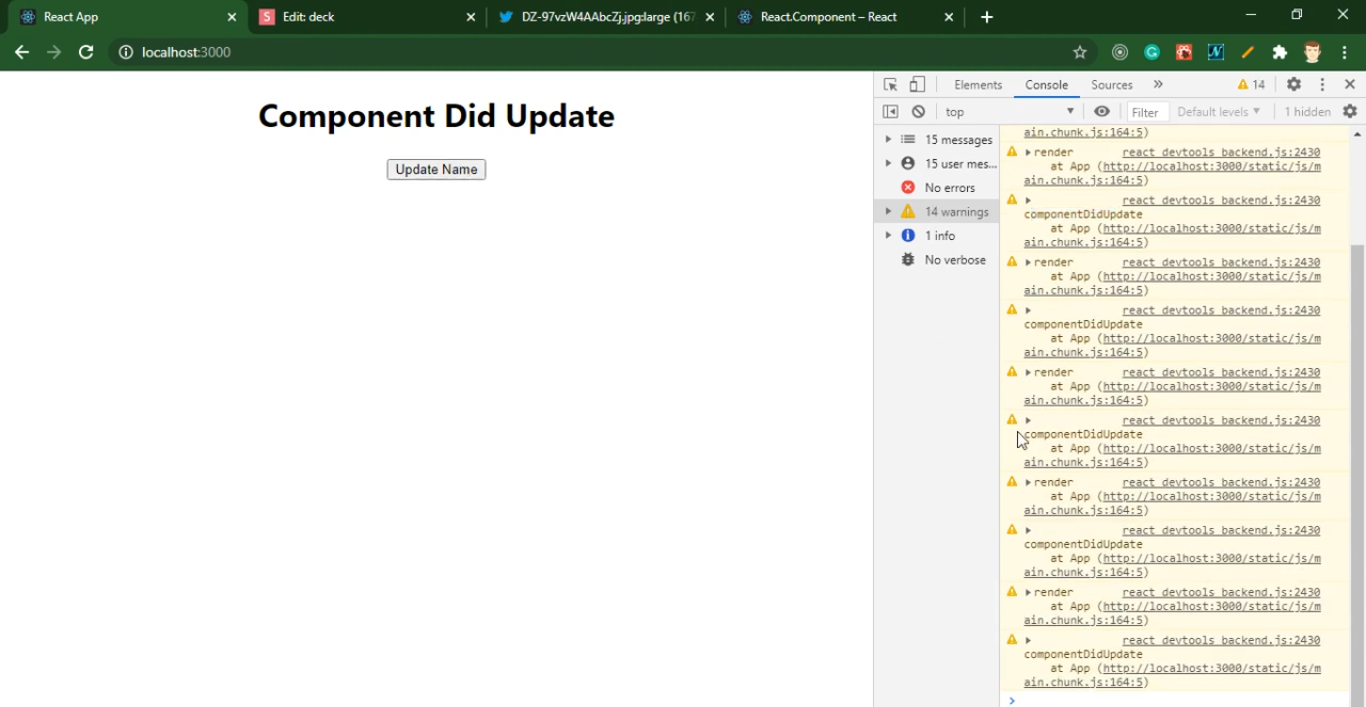 React App
Edit: deck
DZ-97vzW4AAbcZj.jpg:large (167
React.Component – React
localhost:3000
Component Did Update
Update Name
Elements Console Sources » 14
top Filter Default levels ▼ 1 hidden
15 messages
15 user mes...
No errors
14 warnings
1 info
No verbose
ain.chunk.js:164:5)
render react_devtools_backend.js:2430
at App (http://localhost:3000/static/js/m
ain.chunk.js:164:5)
react_devtools_backend.js:2430
componentDidUpdate
at App (http://localhost:3000/static/js/m
ain.chunk.js:164:5)
render react_devtools_backend.js:2430
at App (http://localhost:3000/static/js/m
ain.chunk.js:164:5)
react_devtools_backend.js:2430
componentDidUpdate
at App (http://localhost:3000/static/js/m
ain.chunk.js:164:5)
render react_devtools_backend.js:2430
at App (http://localhost:3000/static/js/m
ain.chunk.js:164:5)
react_devtools_backend.js:2430
componentDidUpdate
at App (http://localhost:3000/static/js/m
ain.chunk.js:164:5)
render react_devtools_backend.js:2430
at App (http://localhost:3000/static/js/m
ain.chunk.js:164:5)
react_devtools_backend.js:2430
componentDidUpdate
at App (http://localhost:3000/static/js/m
ain.chunk.js:164:5)
render react_devtools_backend.js:2430
at App (http://localhost:3000/static/js/m
ain.chunk.js:164:5)
react_devtools_backend.js:2430
componentDidUpdate
at App (http://localhost:3000/static/js/m
ain.chunk.js:164:5)